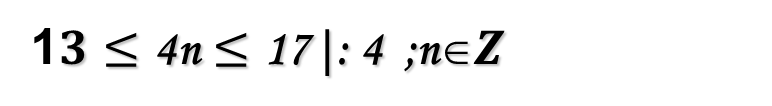 13 ≤ 4n ≤ 17 |: 4 ;n∈Z